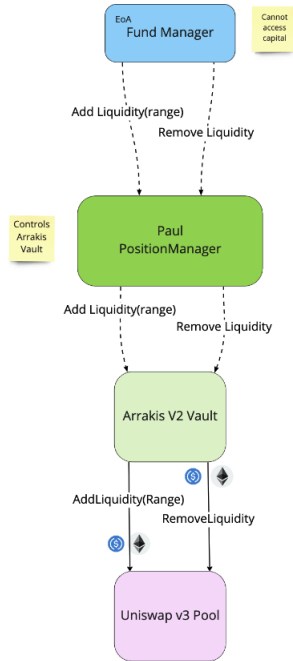 EoA
Fund Manager
Cannot
access
capital
Add Liquidity(range)
Remove Liquidity
Controls
Arrakis
Vault
Paul
PositionManager
Add Liquidity(range)
Remove Liquidity
Arrakis V2 Vault
AddLiquidity(Range)
RemoveLiquidity
Uniswap v3 Pool